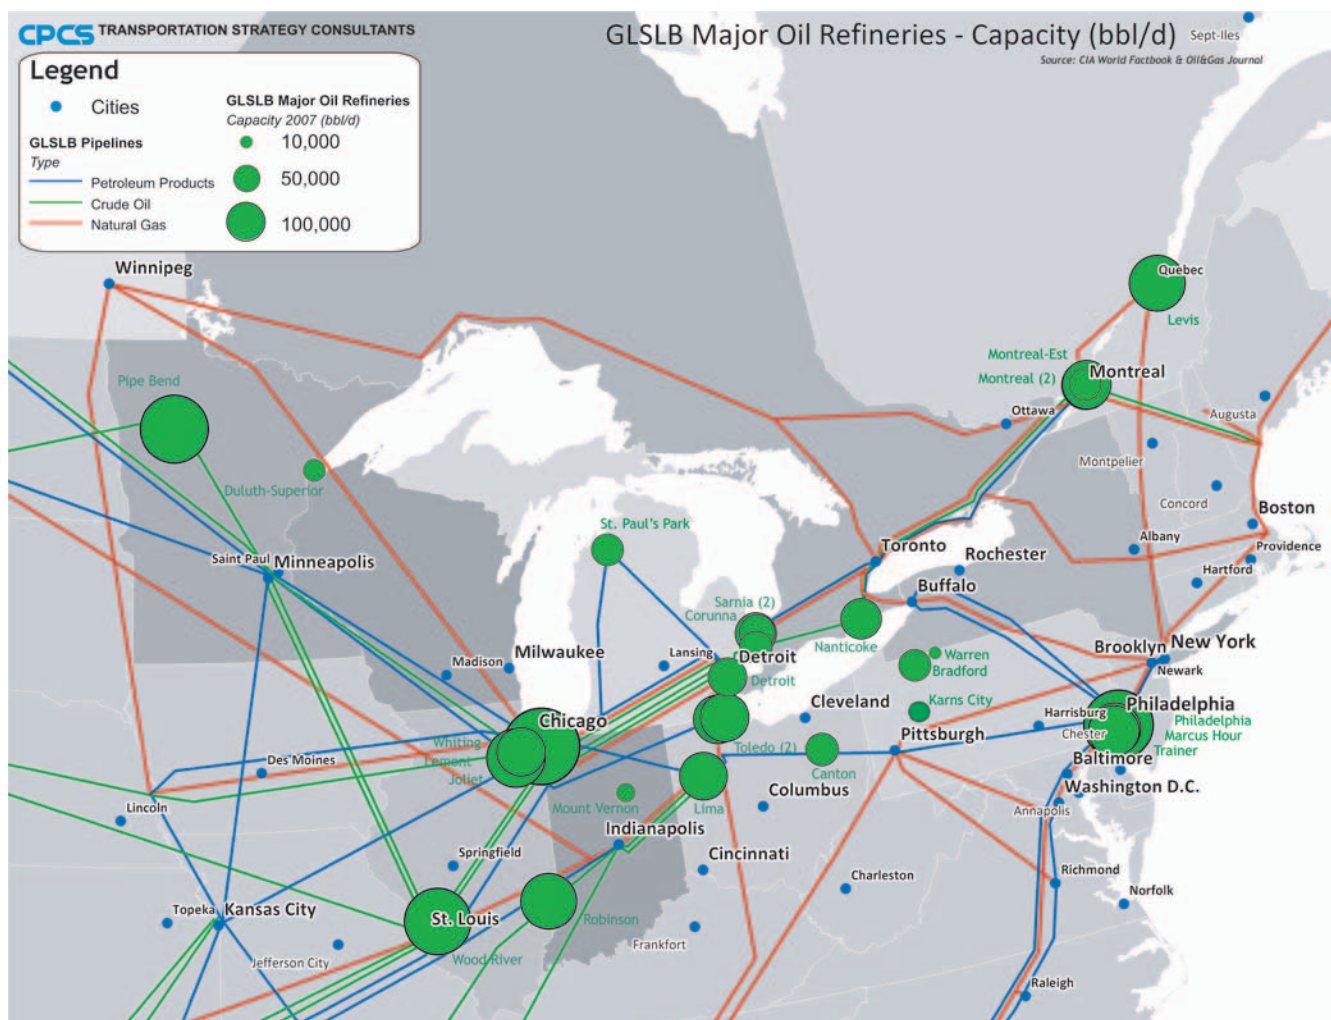 CPCS TRANSPORTATION STRATEGY CONSULTANTS
GLSLB Major Oil Refineries - Capacity (bbl/d)
Source: CIA World Factbook & Oil&Gas Journal
Legend
Cities
GLSLB Pipelines
Type
Petroleum Products
Crude Oil
Natural Gas
GLSLB Major Oil Refineries
Capacity 2007 (bbl/d)
10,000
50,000
100,000
Sept-Iles
Winnipeg
Quebec
Levis
Montreal-Est
Montreal (2)
Montreal
Pipe Bend
Ottawa
Augusta
Montpelier
Duluth-Superior
Concord
Boston
St. Paul's Park
Albany
Providence
Saint Paul
Minneapolis
Toronto
Rochester
Hartford
Buffalo
Sarnia (2)
Corunna
Nanticoke
Brooklyn
New York
Newark
Madison
Milwaukee
Lansing
Detroit
Detroit
Warren
Bradford
Karns City
Cleveland
Harrisburg
Philadelphia
Chester
Philadelphia
Marcus Hour
Trainer
Chicago
Whiting
Lemont
Joliet
Toledo (2)
Pittsburgh
Baltimore
Des Moines
Canton
Washington D.C.
Lincoln
Mount Vernon
Lima
Columbus
Annapolis
Indianapolis
Springfield
Cincinnati
Charleston
Richmond
Norfolk
Topeka
Kansas City
St. Louis
Robinson
Frankfort
Jefferson City
Wood River
Raleigh